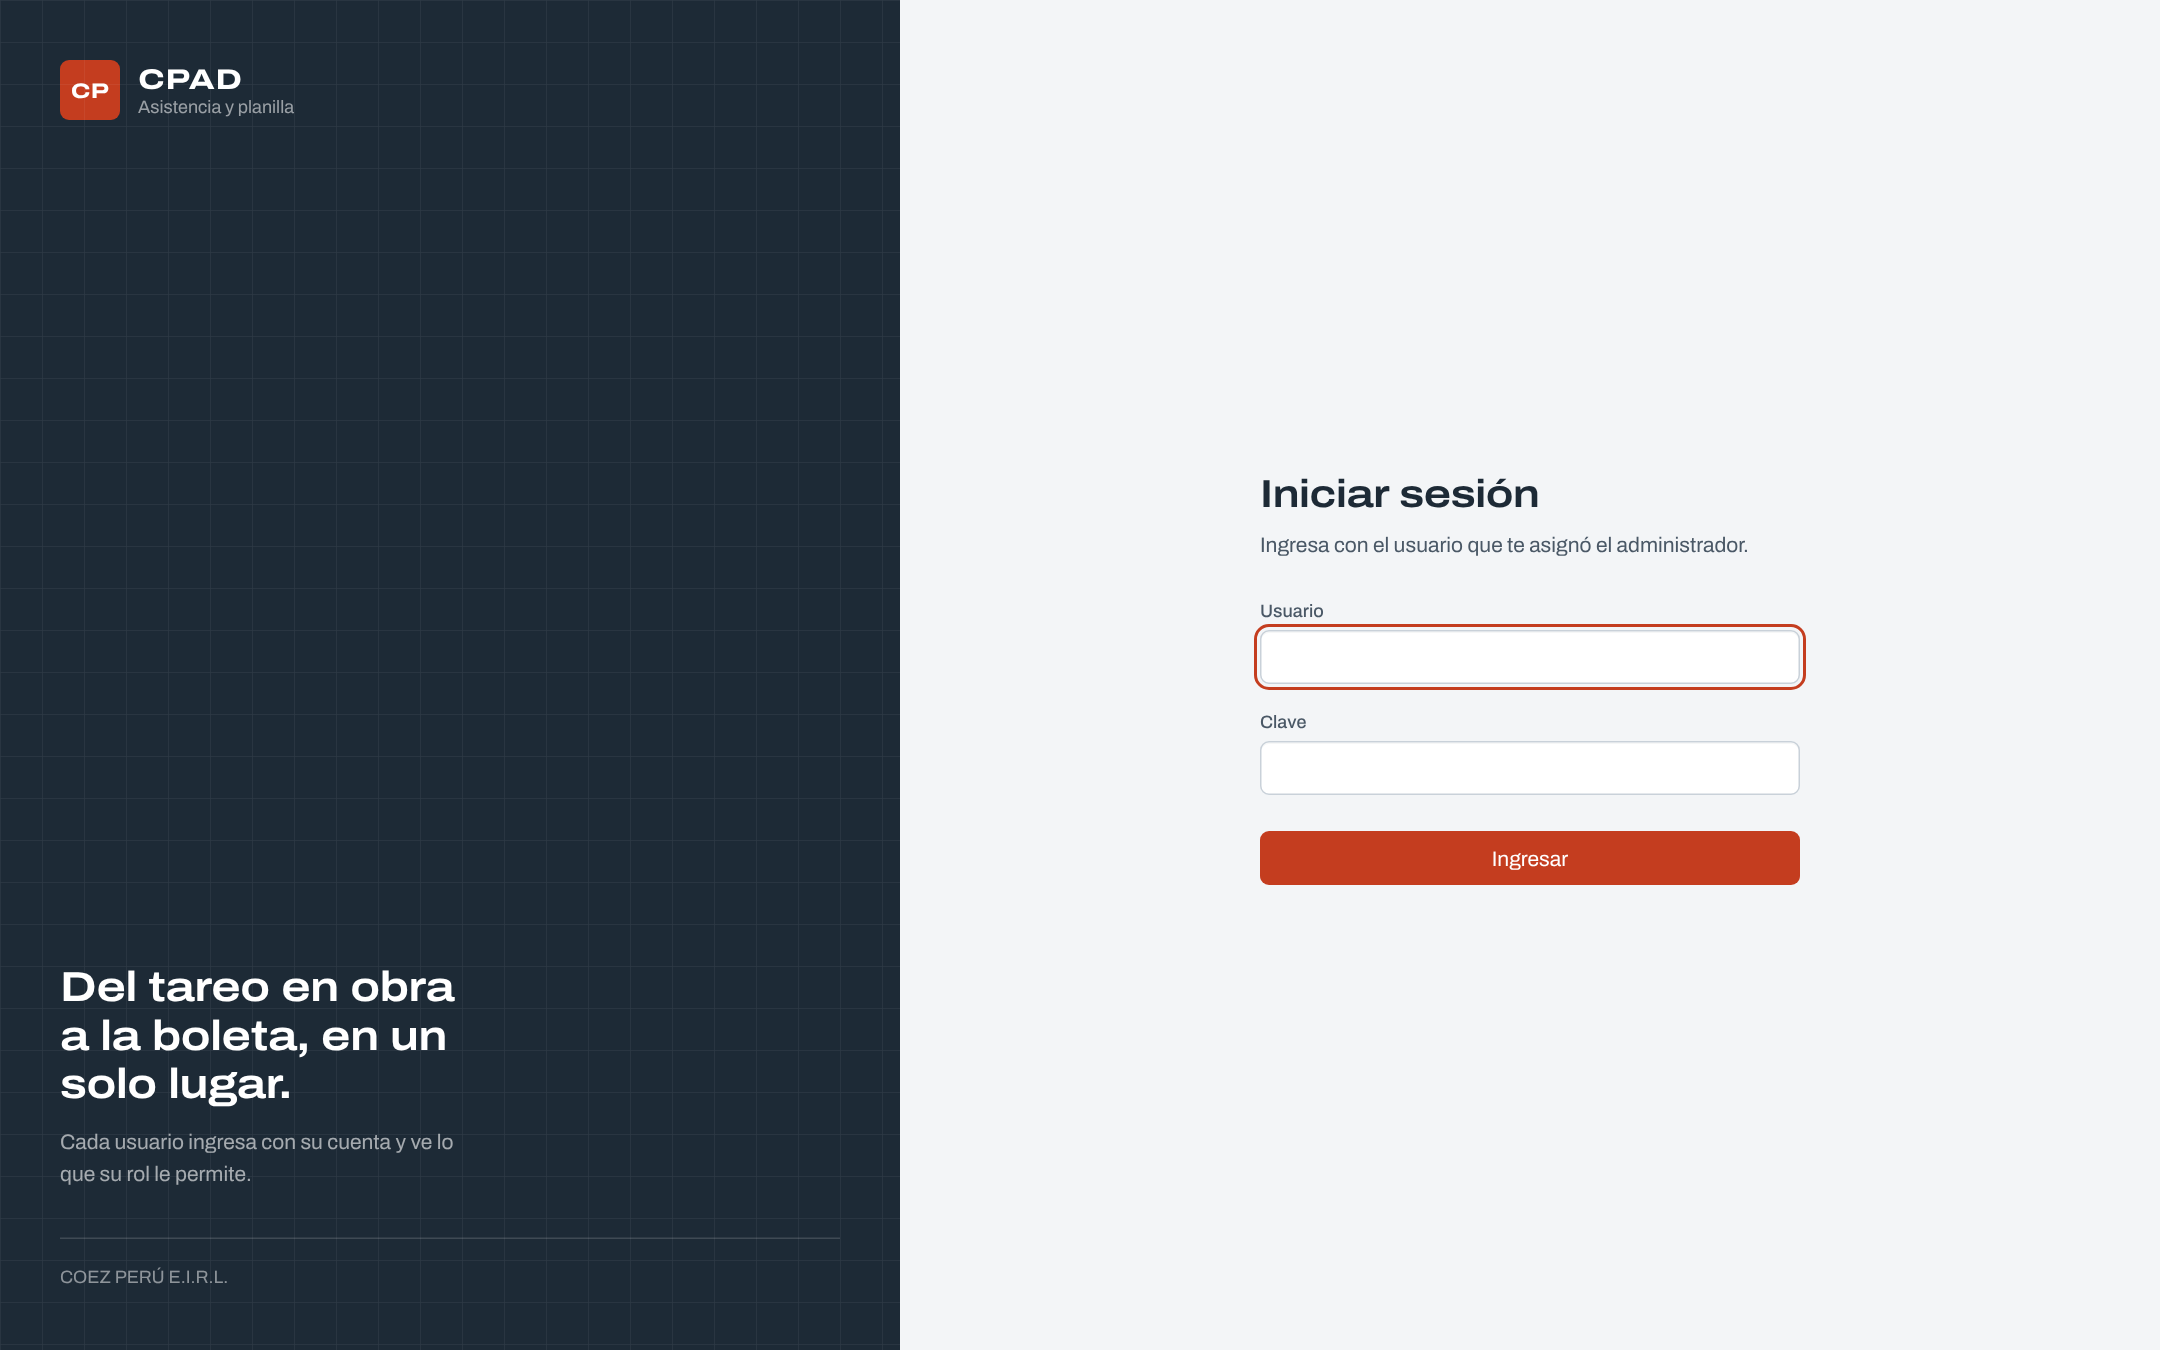 CP
CPAD
Asistencia y planilla
Del tareo en obra
a la boleta, en un
solo lugar.
Cada usuario ingresa con su cuenta y ve lo
que su rol le permite.
COEZ PERÚ E.I.R.L.
Iniciar sesión
Ingresa con el usuario que te asignó el administrador.
Usuario
Clave
Ingresar